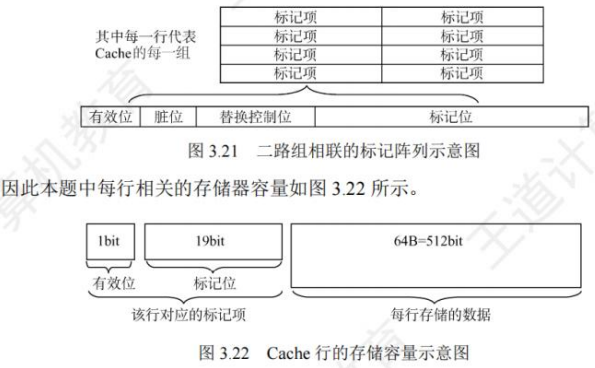 标记项 标记项
其中每一行代表 标记项 标记项
Cache的每一组 标记项 标记项
标记项 标记项
有效位 脏位 替换控制位 标记位
图 3.21 二路组相联的标记阵列示意图
因此本题中每行相关的存储器容量如图 3.22 所示。
1bit 19bit 64B=512bit
有效位 标记位
该行对应的标记项 每行存储的数据
图 3.22 Cache 行的存储容量示意图